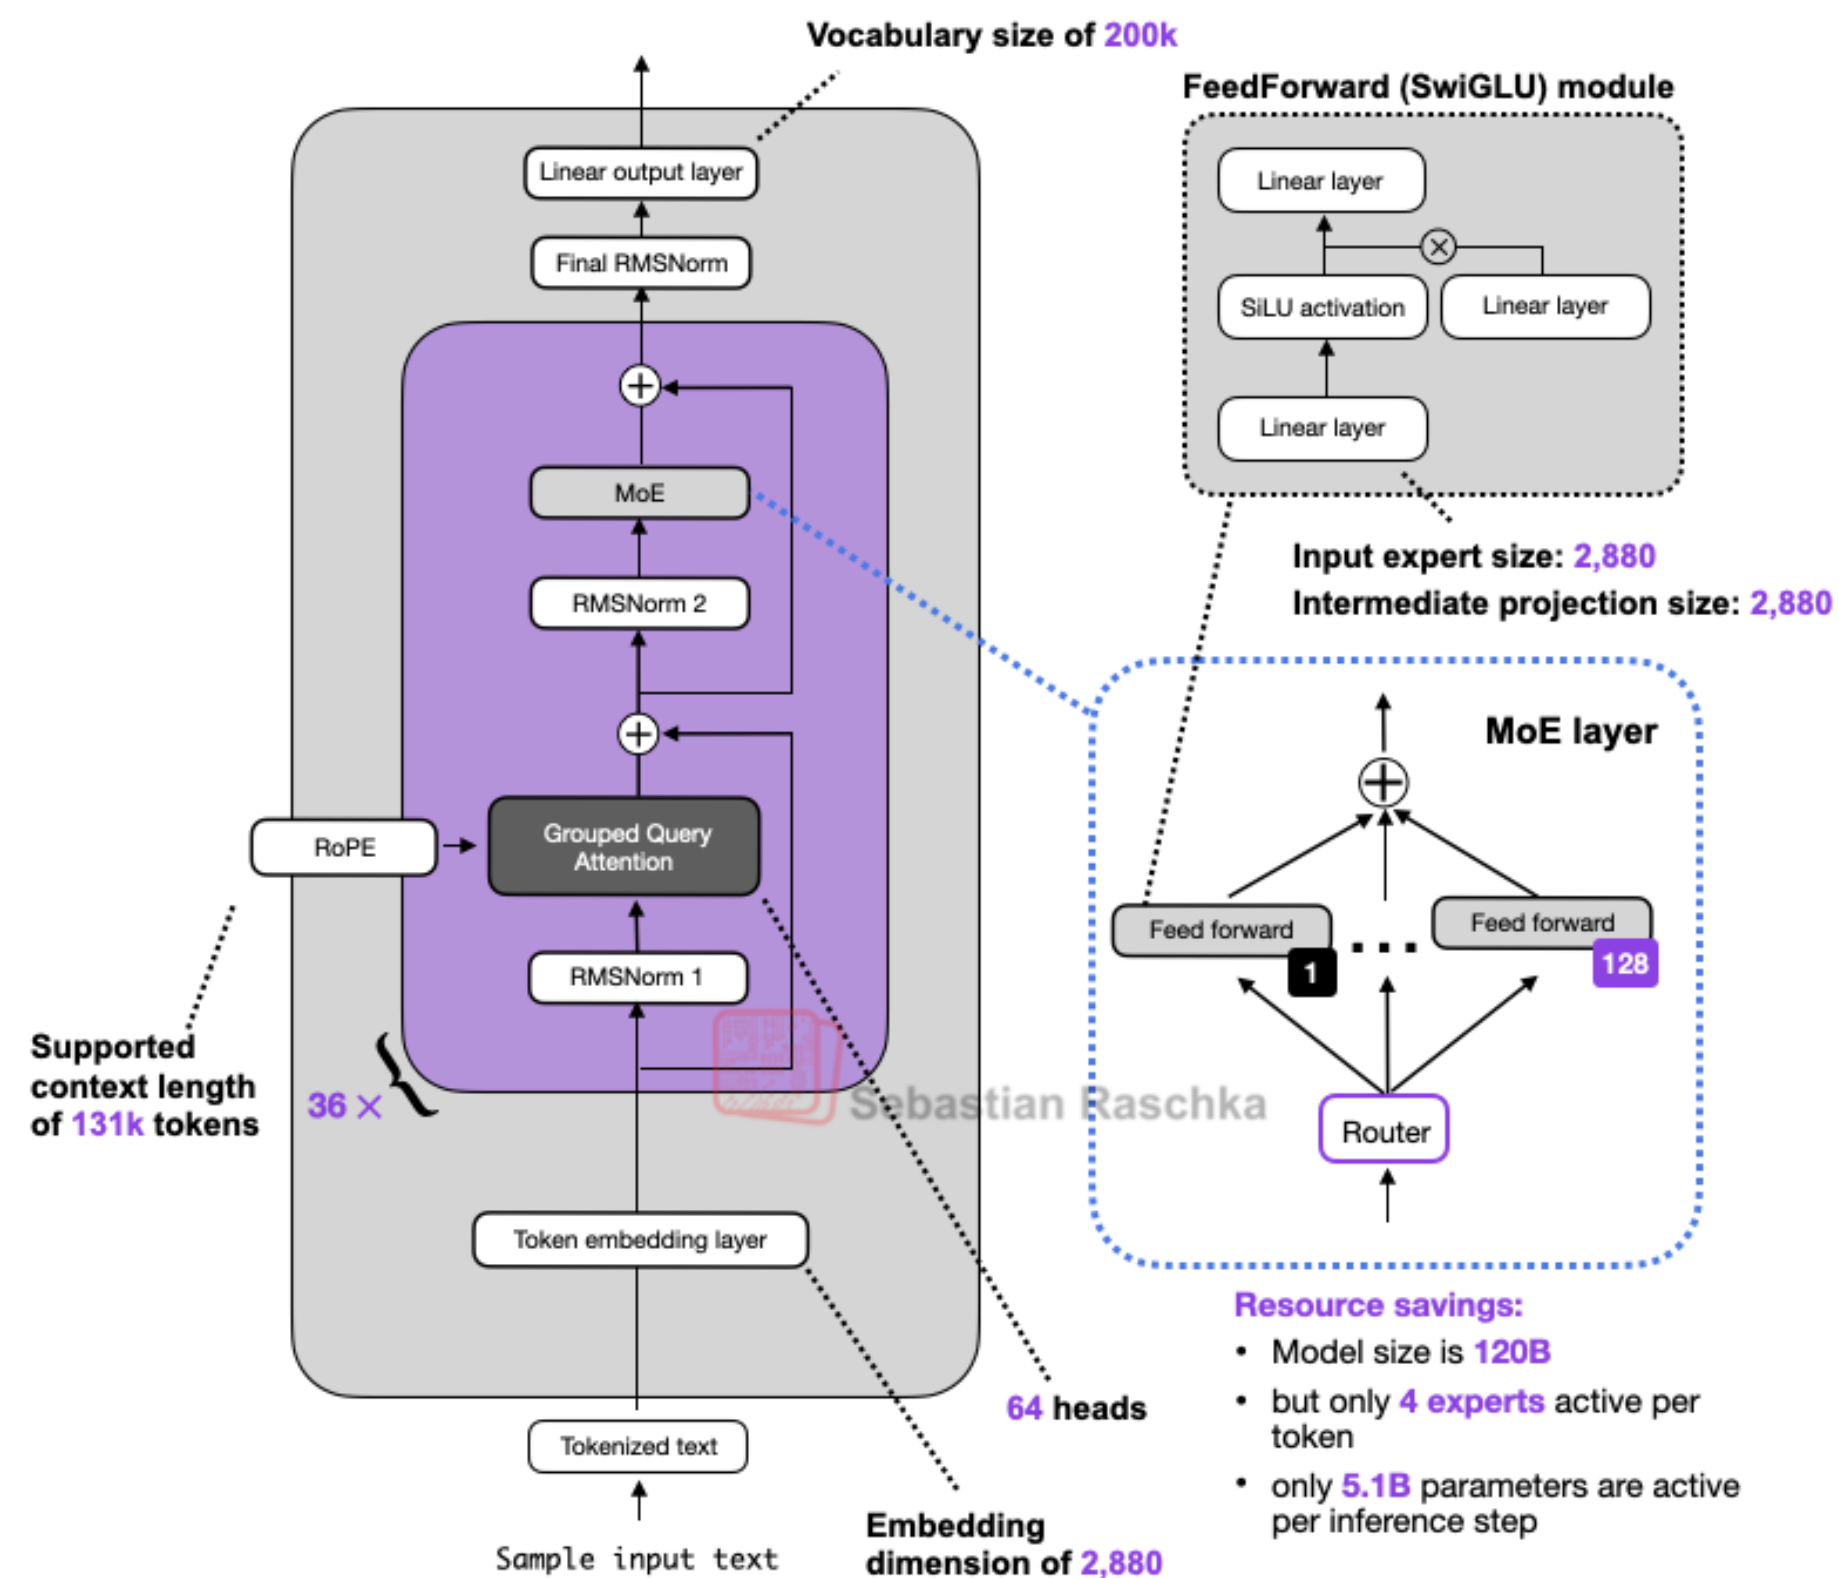 Vocabulary size of 200k
FeedForward (SwiGLU) module
Linear output layer
Final RMSNorm
MoE
RMSNorm 2
Grouped Query
Attention
RoPE
RMSNorm 1
Supported
context length
of 131k tokens
36 ×
Token embedding layer
Tokenized text
Sample input text
64 heads
Embedding
dimension of 2,880
Linear layer
SiLU activation
Linear layer
Linear layer
Input expert size: 2,880
Intermediate projection size: 2,880
MoE layer
Feed forward
1
Feed forward
128
Router
Sebastian Raschka
Resource savings:
• Model size is 120B
• but only 4 experts active per
token
• only 5.1B parameters are active
per inference step